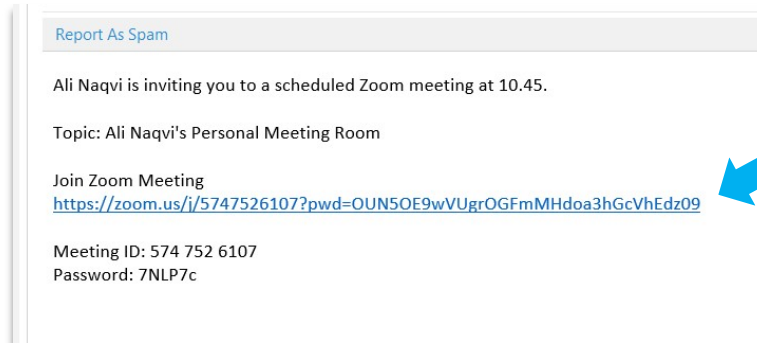 Report As Spam
Ali Naqvi is inviting you to a scheduled Zoom meeting at 10.45.
Topic: Ali Naqvi's Personal Meeting Room
Join Zoom Meeting
https://zoom.us/j/5747526107?pwd=OUN5OE9wVUgrOGFmMHdoa3hGcVhEdz09
Meeting ID: 574 752 6107
Password: 7NLP7c